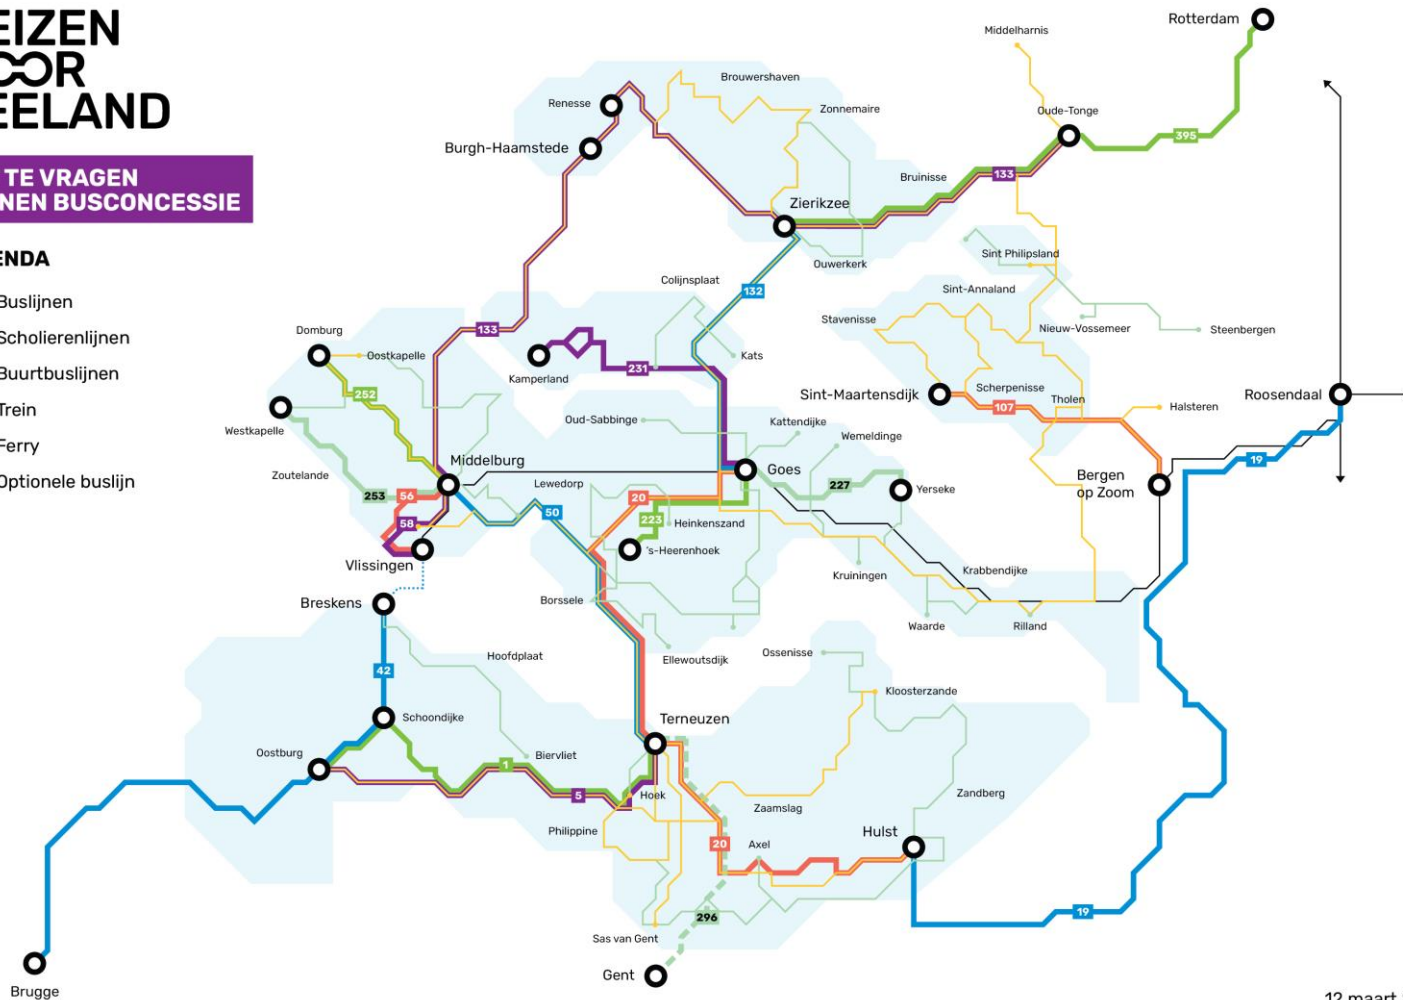 EIZEN
OOR
EELAND
TE VRAGEN
NEN BUSCONCESSIE
ENDA
Buslijnen
Scholierenlijnen
Buurtbuslijnen
Trein
Ferry
Optionele buslijn
Rotterdam
Middelharnis
Oude-Tonge
395
Brouwershaven
Renesse
Zonnemaire
Burgh-Haamstede
Bruinisse
133
Zierikzee
Ouwerkerk
Sint Philipsland
Colijnsplaat
132
Sint-Annaland
Stavenisse
Nieuw-Vossemeer
Steenbergen
Domburg
133
Oostkapelle
Kats
231
Kamperland
252
Scherpenisse
Sint-Maartensdijk
Tholen
Roosendaal
107
Halsteren
Westkapelle
Oud-Sabbinge
Kattendijke
Wemeldinge
Middelburg
19
Goes
Zoutelande
Bergen
op Zoom
Lewedorp
227
Yerseke
253
56
20
50
58
223
Heinkenszand
's-Heerenhoek
Vlissingen
Kruiningen
Krabbendijke
Breskens
Borssele
Waarde
Rilland
Hoofdplaat
Ellewoutsdijk
Ossenisse
42
Kloosterzande
Schoondijke
Terneuzen
Oostburg
Biervliet
1
5
Hoek
Zaamslag
Zandberg
Philippine
Hulst
20
Axel
296
19
Sas van Gent
Gent
Brugge
12 maart